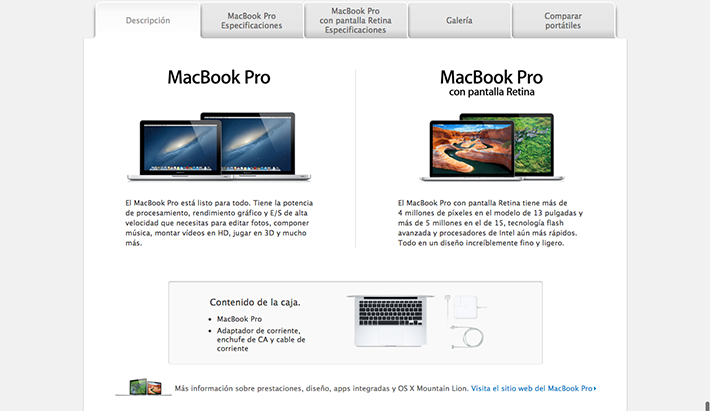 Descripción
MacBook Pro
Especificaciones
MacBook Pro
con pantalla Retina
Especificaciones
Galería
Comparar
portátiles
MacBook Pro
El MacBook Pro está listo para todo. Tiene la potencia
de procesamiento, rendimiento gráfico y E/S de alta
velocidad que necesitas para editar fotos, componer
música, montar vídeos en HD, jugar en 3D y mucho
más.
MacBook Pro
con pantalla Retina
El MacBook Pro con pantalla Retina tiene más de
4 millones de píxeles en el modelo de 13 pulgadas y
más de 5 millones en el de 15, tecnología flash
avanzada y procesadores de Intel aún más rápidos.
Todo en un diseño increíblemente fino y ligero.
Contenido de la caja.
• MacBook Pro
• Adaptador de corriente,
enchufe de CA y cable de
corriente
Más información sobre prestaciones, diseño, apps integradas y OS X Mountain Lion. Visita el sitio web del MacBook Pro